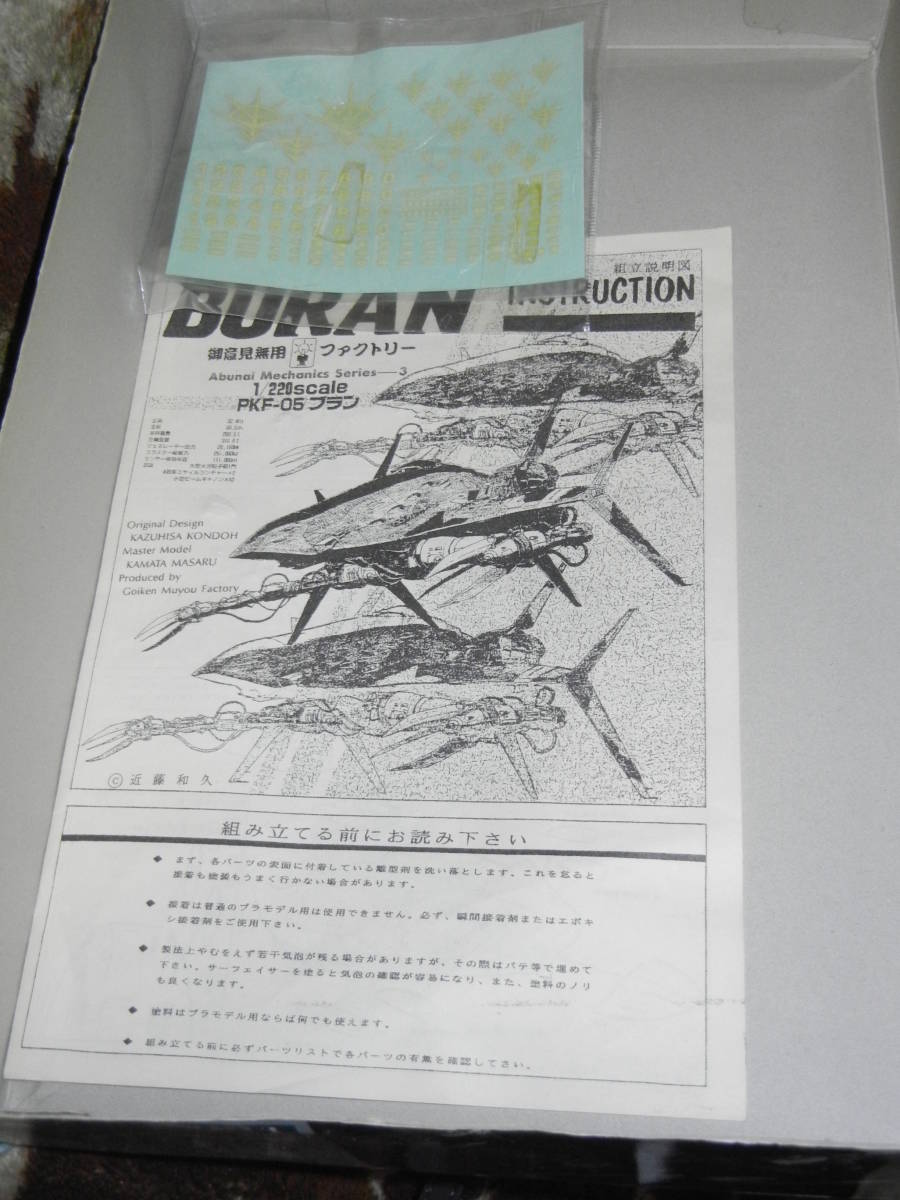 組立説明図
BURAN
INSTRUCTION
御意見無用 ファクトリー
Abunai Mechanics Series—3
1/220scale
PKF-05 ブラン
Original Design
KAZUHISA KONDOH
Master Model
KAMATA MASARU
Produced by
Goiken Muyou Factory
Ⓒ 近藤和久
組み立てる前にお読み下さい
◆ まず、各パーツの表面に付着している離型剤を洗い落とします。これを怠ると
接着も塗装もうまく行かない場合があります。
◆ 接着は普通のプラモデル用は使用できません。必ず、瞬間接着剤またはエポキ
シ接着剤をご使用下さい。
◆ 製法上やむをえず若干気泡が残る場合がありますが、その際はパテ等で埋めて
下さい。サーフェイサーを塗ると気泡の確認が容易になり、また、塗料のノリ
も良くなります。
◆ 塗料はプラモデル用ならば何でも使えます。
◆ 組み立てる前に必ずパーツリストで各パーツの有無を確認してさい。